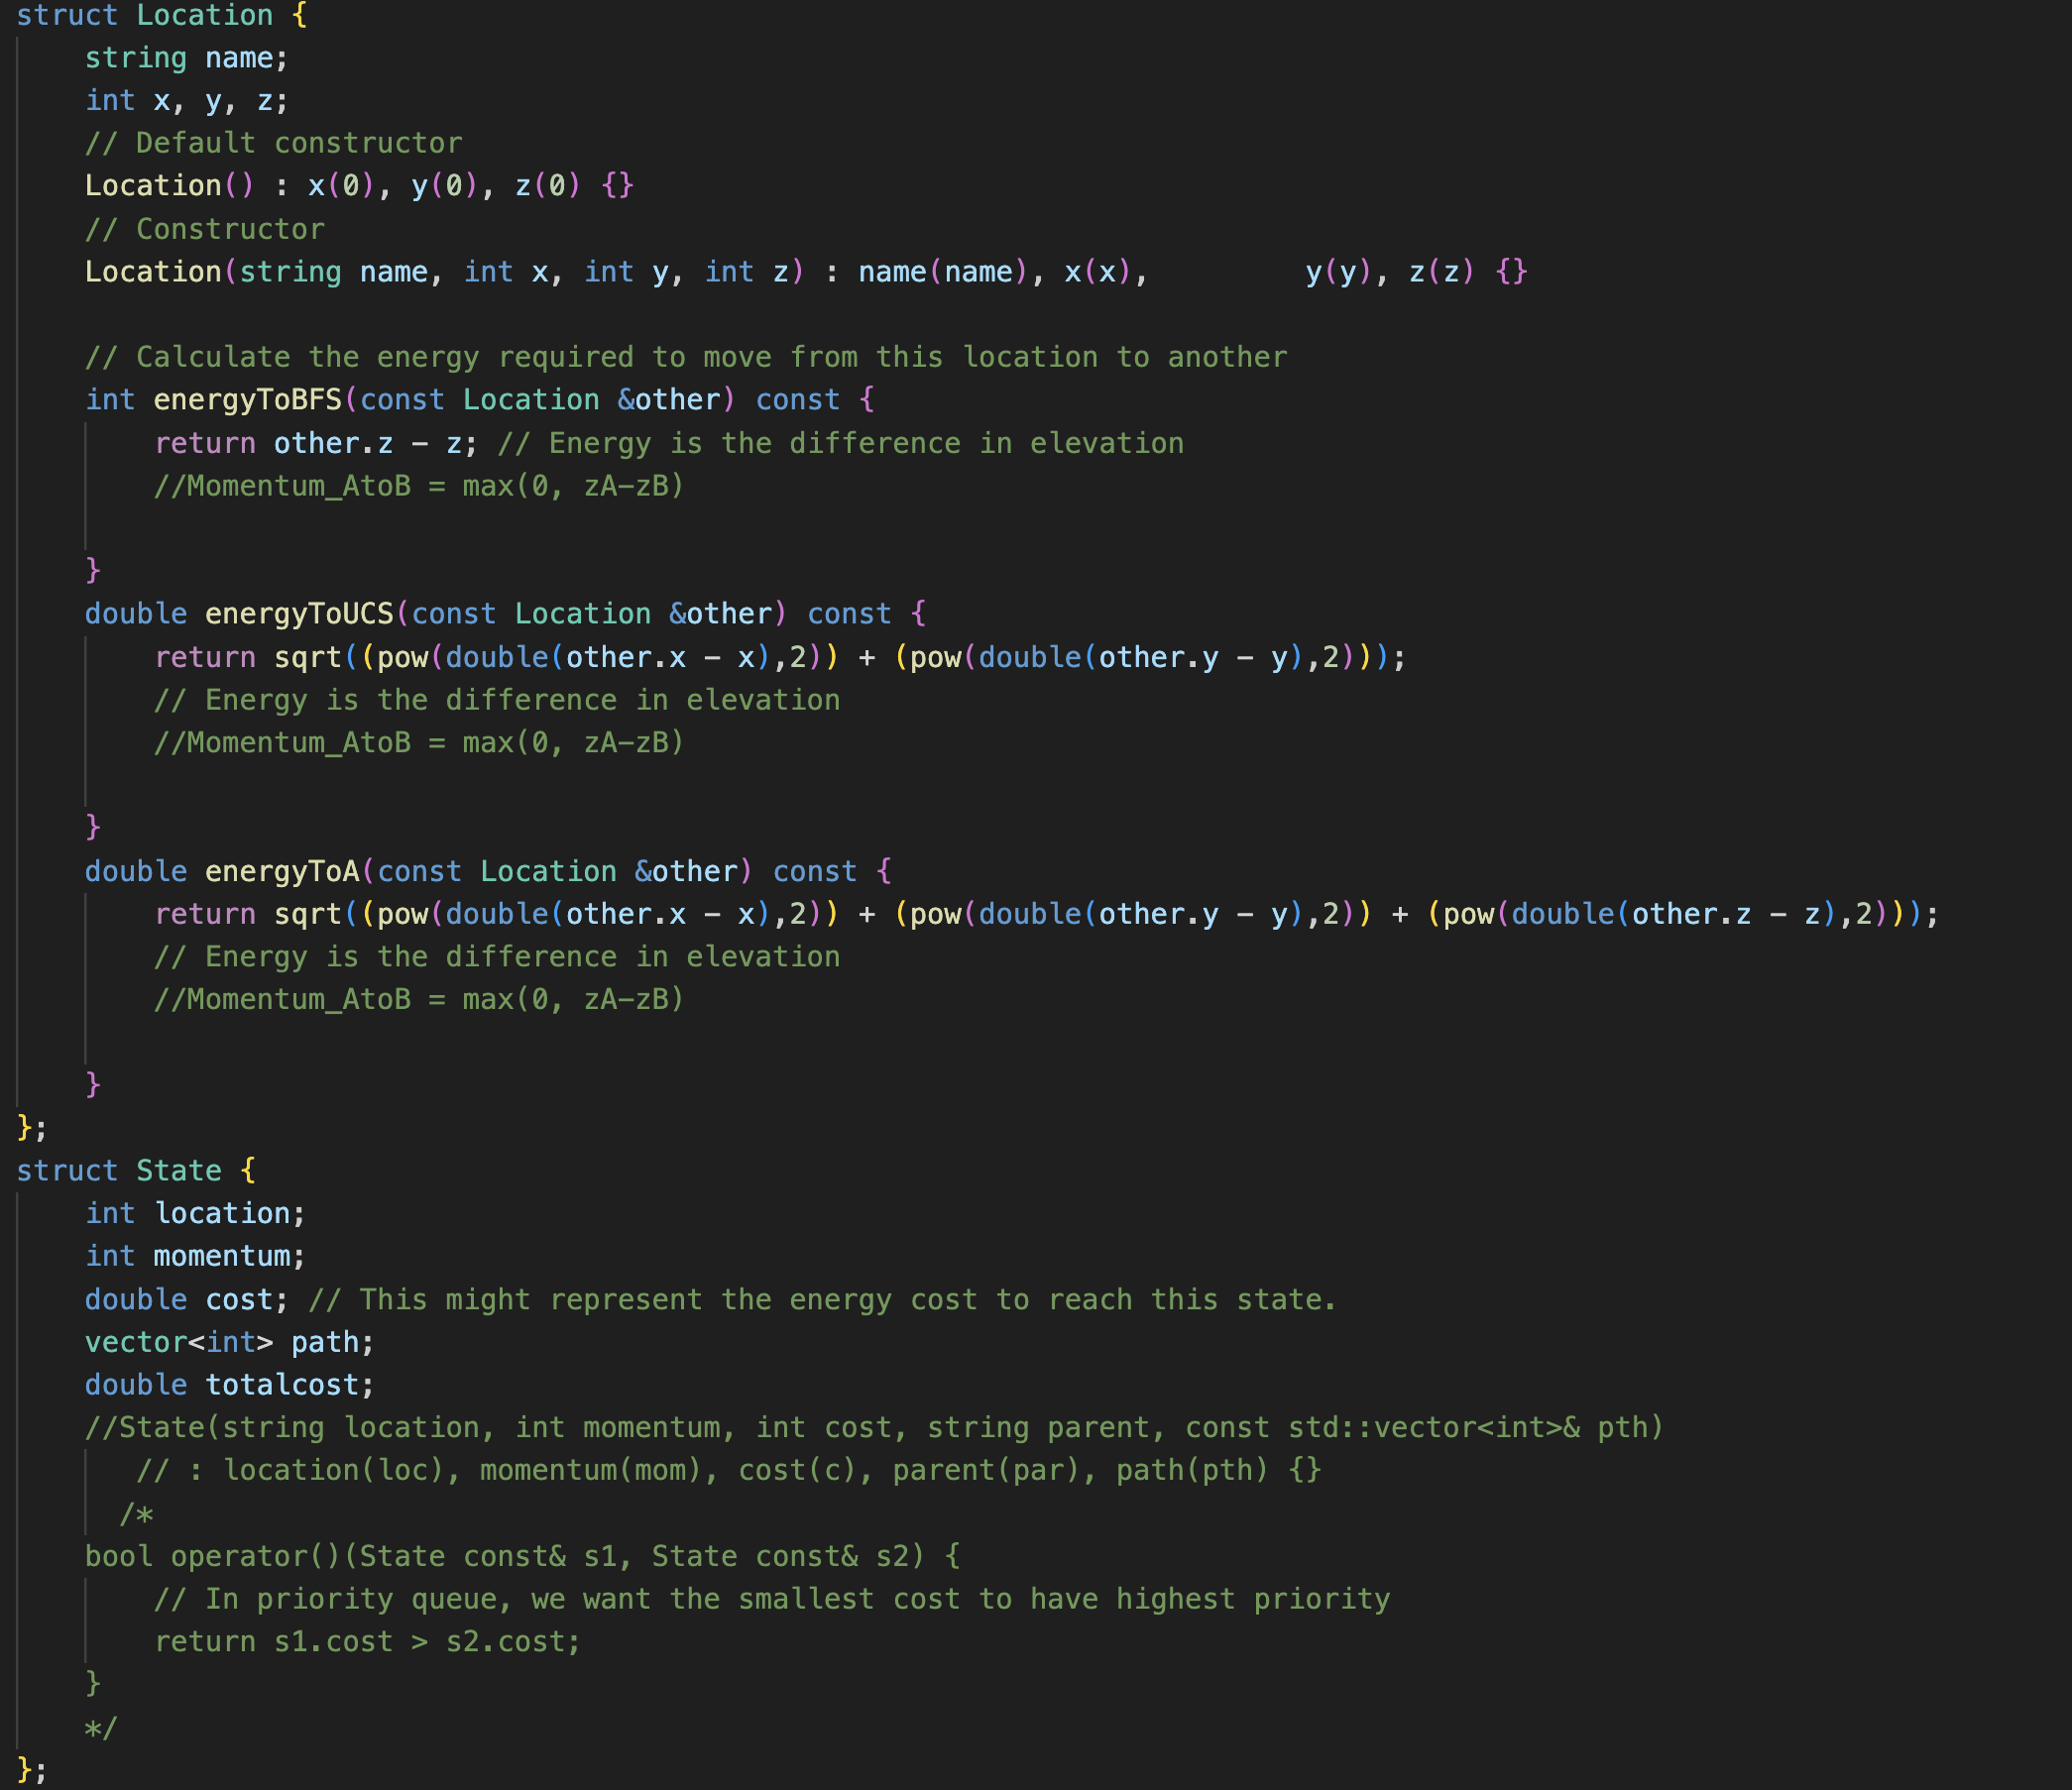 struct Location {
    string name;
    int x, y, z;
    // Default constructor
    Location() : x(0), y(0), z(0) {}
    // Constructor
    Location(string name, int x, int y, int z) : name(name), x(x),         y(y), z(z) {}

    // Calculate the energy required to move from this location to another
    int energyToBFS(const Location &other) const {
        return other.z - z; // Energy is the difference in elevation
        //Momentum_AtoB = max(0, zA-zB)

    }
    double energyToUCS(const Location &other) const {
        return sqrt((pow(double(other.x - x),2)) + (pow(double(other.y - y),2)));
        // Energy is the difference in elevation
        //Momentum_AtoB = max(0, zA-zB)

    }
    double energyToA(const Location &other) const {
        return sqrt((pow(double(other.x - x),2)) + (pow(double(other.y - y),2)) + (pow(double(other.z - z),2)));
        // Energy is the difference in elevation
        //Momentum_AtoB = max(0, zA-zB)

    }
};
struct State {
    int location;
    int momentum;
    double cost; // This might represent the energy cost to reach this state.
    vector<int> path;
    double totalcost;
    //State(string location, int momentum, int cost, string parent, const std::vector<int>& pth)
       // : location(loc), momentum(mom), cost(c), parent(par), path(pth) {}
      /*
    bool operator()(State const& s1, State const& s2) {
        // In priority queue, we want the smallest cost to have highest priority
        return s1.cost > s2.cost;
    }
    */
};